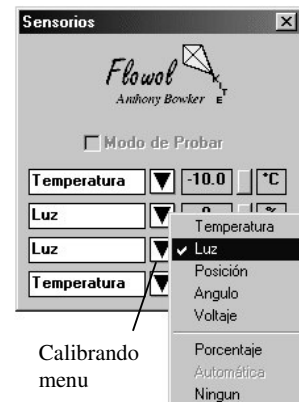 Sensorios
Flowol
KITE
Anthony Bowker
Modo de Probar
Temperatura -10.0 °C
Luz
Luz
Temperatura
Temperatura
Luz
Posición
Angulo
Voltaje
Porcentaje
Automática
Ningun
Calibrando
menu